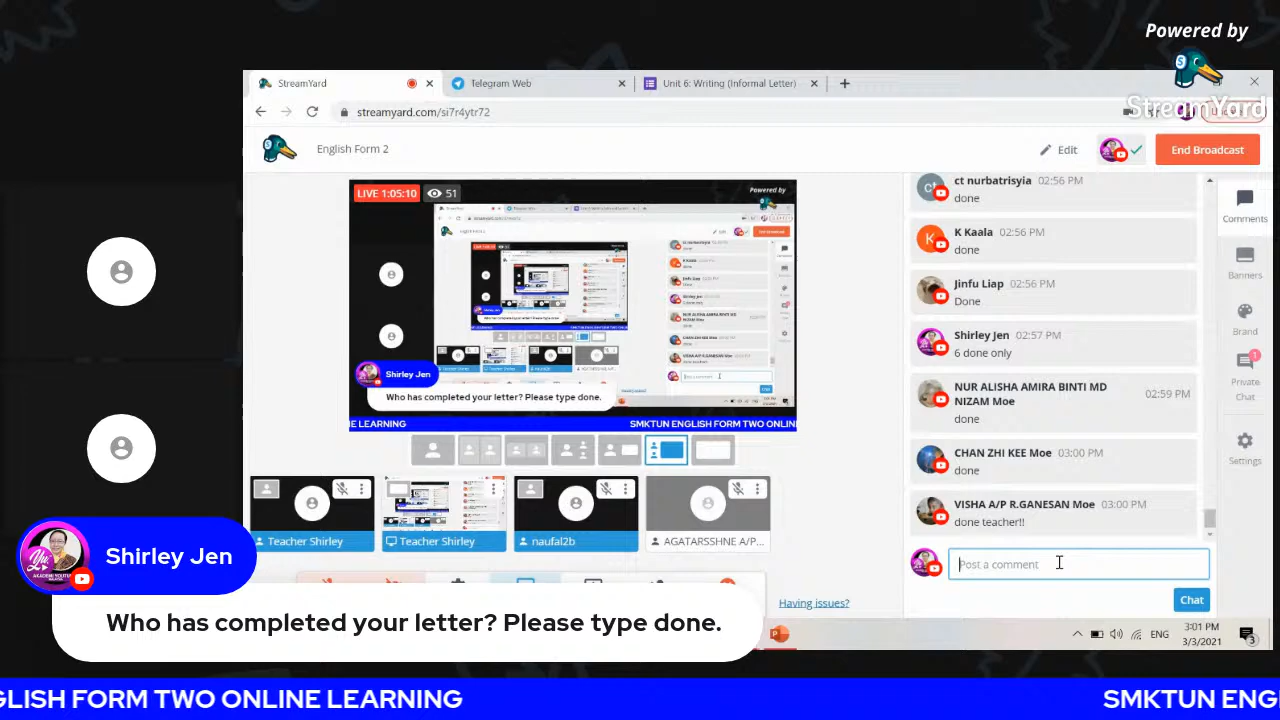 Powered by
StreamYard
StreamYard
Telegram Web
Unit 6: Writing (Informal Letter)
streamyard.com/si7r4ytr72
English Form 2
Edit
End Broadcast
LIVE 1:05:10
51
Powered by
Shirley Jen
Who has completed your letter? Please type done.
IE LEARNING
SMKTUN ENGLISH FORM TWO ONLIN
Teacher Shirley
Teacher Shirley
naufal2b
AGATARSSHNE A/P...
Having issues?
ct nurbatrisyia 02:56 PM
done
K Kaala 02:56 PM
done
Jinfu Liap 02:56 PM
Done
Shirley Jen 02:57 PM
6 done only
NUR ALISHA AMIRA BINTI MD
NIZAM Moe 02:59 PM
done
CHAN ZHI KEE Moe 03:00 PM
done
VISHA A/P R.GANESAN Moe 03:00 PM
done teacher!!
Post a comment
Chat
Comments
Banners
Brand
1
Private
Chat
Settings
ENG
3:01 PM
3/3/2021
3
Shirley Jen
Who has completed your letter? Please type done.
GLISH FORM TWO ONLINE LEARNING
SMKTUN ENG